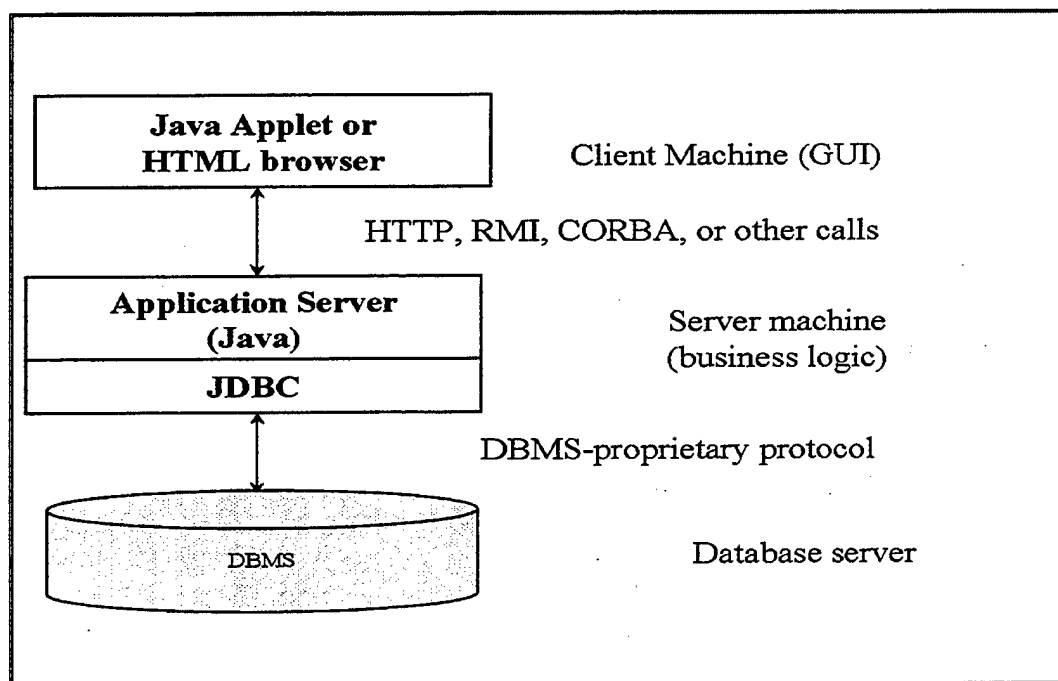 Java Applet or
HTML browser
Client Machine (GUI)
HTTP, RMI, CORBA, or other calls
Application Server
(Java)
Server machine
(business logic)
JDBC
DBMS-proprietary protocol
DBMS
Database server